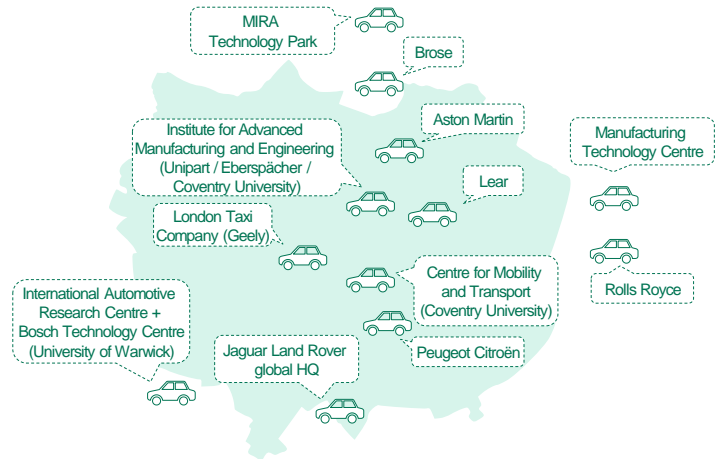 MIRA
Technology Park
Brose
Aston Martin
Institute for Advanced
Manufacturing and Engineering
(Unipart / Eberspächer /
Coventry University)
Manufacturing
Technology Centre
Lear
London Taxi
Company (Geely)
Centre for Mobility
and Transport
(Coventry University)
Rolls Royce
International Automotive
Research Centre +
Bosch Technology Centre
(University of Warwick)
Jaguar Land Rover
global HQ
Peugeot Citroën